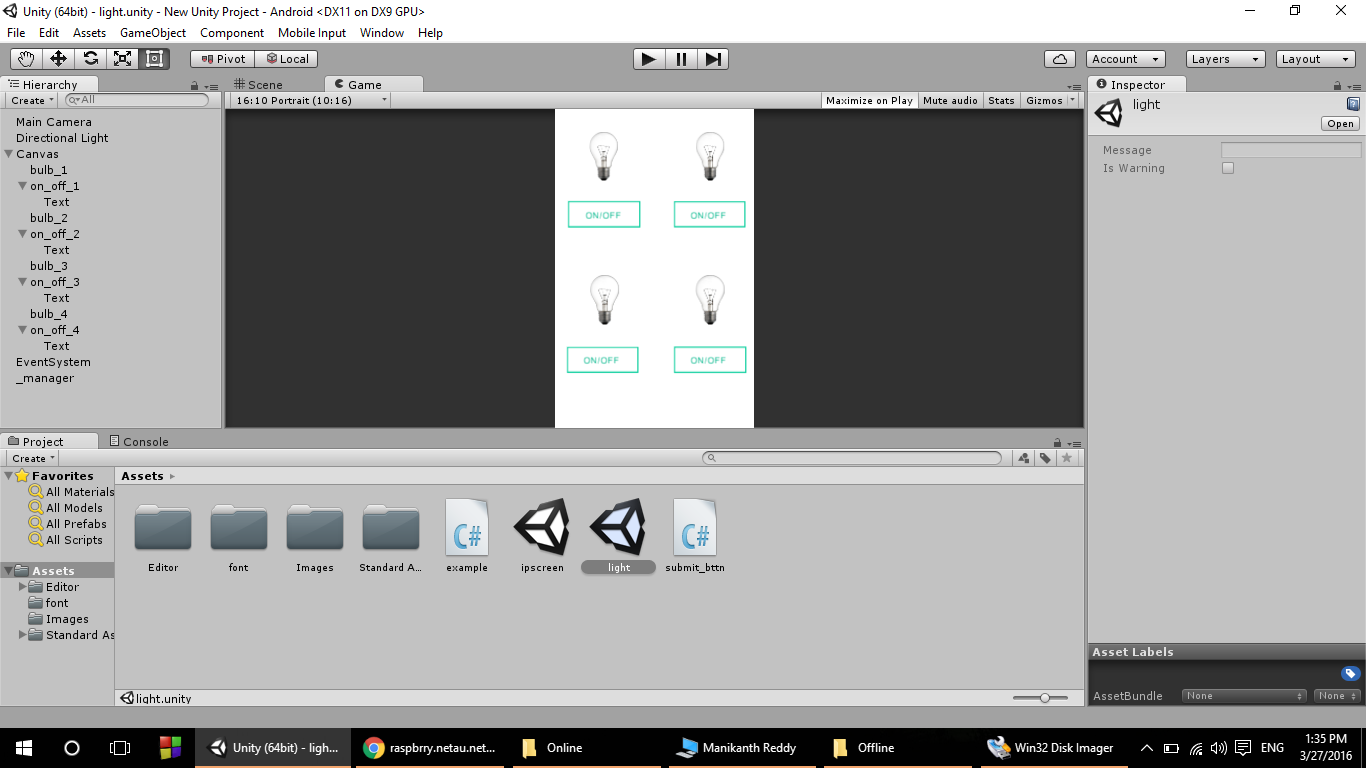 Unity (64bit) - light.unity - New Unity Project - Android <DX11 on DX9 GPU>
File Edit Assets GameObject Component Mobile Input Window Help
Pivot Local Account Layers Layout
Hierarchy
Create All
Main Camera
Directional Light
Canvas
bulb_1
on_off_1
Text
bulb_2
on_off_2
Text
bulb_3
on_off_3
Text
bulb_4
on_off_4
Text
EventSystem
_manager
Scene Game
16:10 Portrait (10:16) Maximize on Play Mute audio Stats Gizmos
ON/OFF ON/OFF
ON/OFF ON/OFF
Inspector
light
Open
Message
Is Warning
Project Console
Create
Favorites
All Materials
All Models
All Prefabs
All Scripts
Assets
Editor
font
Images
Standard As
Assets
C# C#
Editor font Images Standard A... example ipscreen light submit_bttn
light.unity
Asset Labels
AssetBundle None None
Unity (64bit) - ligh... raspbrry.netau.net... Online Manikanth Reddy Offline Win32 Disk Imager ENG 1:35 PM
3/27/2016